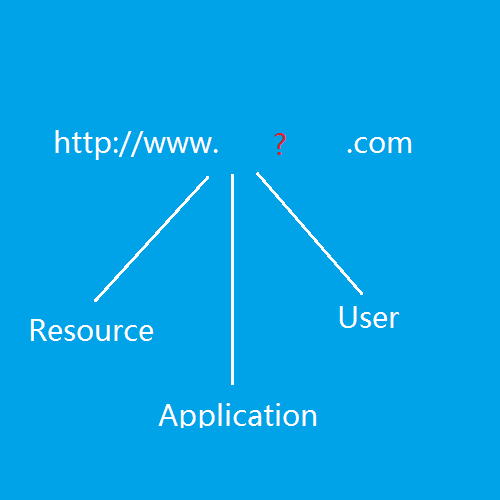 http://www. ? .com
Resource
User
Application